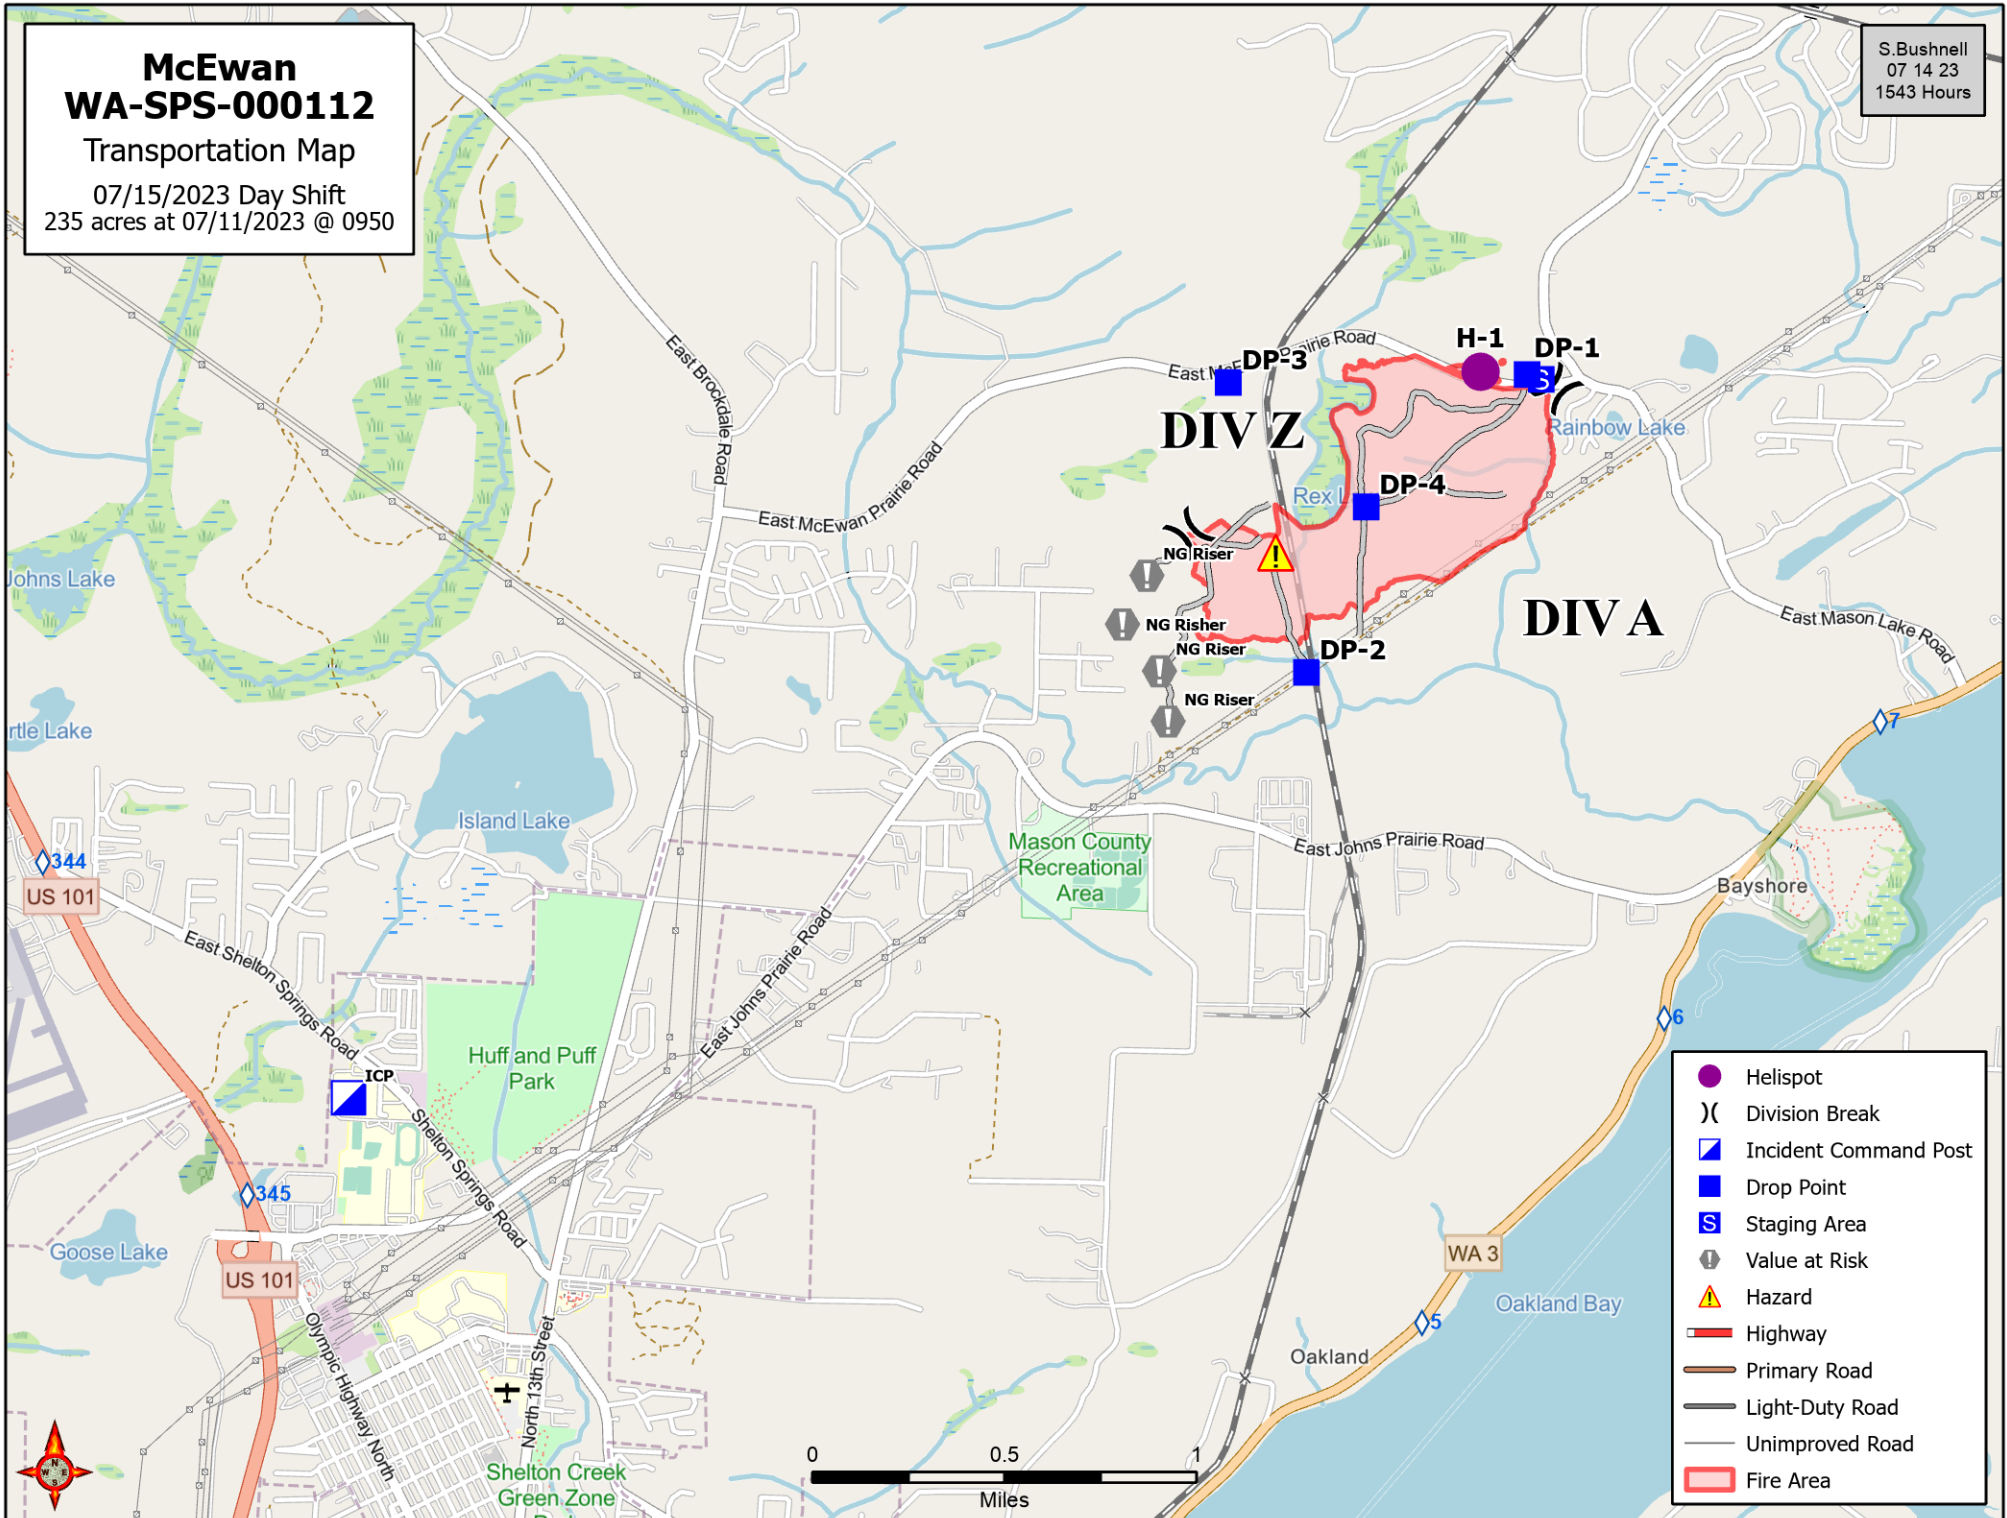 McEwan
WA-SPS-000112
Transportation Map
07/15/2023 Day Shift
235 acres at 07/11/2023 @ 0950
S.Bushnell
07 14 23
1543 Hours
H-1
DP-1
S
DP-3
East McE
Prairie Road
DIV Z
Rainbow Lake
East Brockdale Road
DP-4
Rex L
East McEwan Prairie Road
NG Riser
Johns Lake
DIV A
East Mason Lake Road
NG Risher
NG Riser
DP-2
NG Riser
rtle Lake
7
Island Lake
344
US 101
Mason County
Recreational
Area
East Johns Prairie Road
Bayshore
East Shelton Springs Road
East Johns Prairie Road
6
Huff and Puff
Park
ICP
Shelton Springs Road
345
Goose Lake
US 101
WA 3
Oakland Bay
5
Oakland
Olympic Highway North
North 13th Street
Shelton Creek
Green Zone
N
W
E
S
0
0.5
1
Miles
Helispot
Division Break
Incident Command Post
Drop Point
S
Staging Area
Value at Risk
Hazard
Highway
Primary Road
Light-Duty Road
Unimproved Road
Fire Area